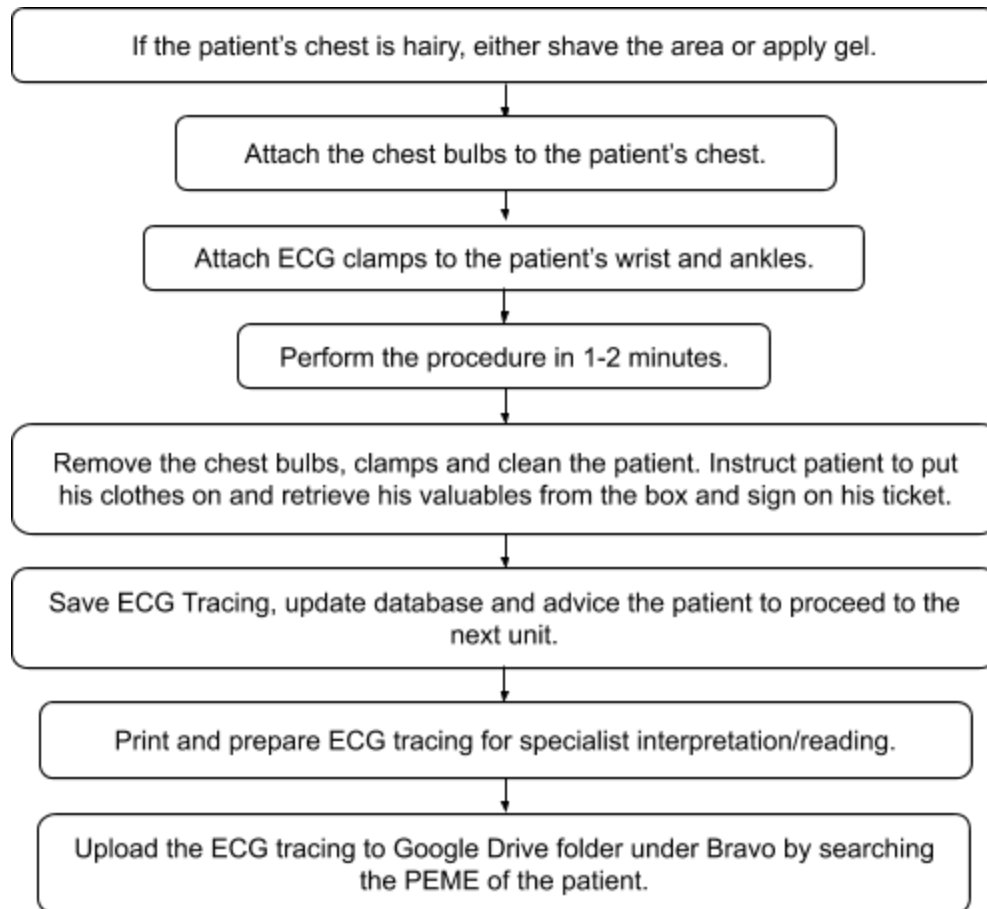 If the patient's chest is hairy, either shave the area or apply gel.
Attach the chest bulbs to the patient's chest.
Attach ECG clamps to the patient's wrist and ankles.
Perform the procedure in 1-2 minutes.
Remove the chest bulbs, clamps and clean the patient. Instruct patient to put
his clothes on and retrieve his valuables from the box and sign on his ticket.
Save ECG Tracing, update database and advice the patient to proceed to the
next unit.
Print and prepare ECG tracing for specialist interpretation/reading.
Upload the ECG tracing to Google Drive folder under Bravo by searching
the PEME of the patient.